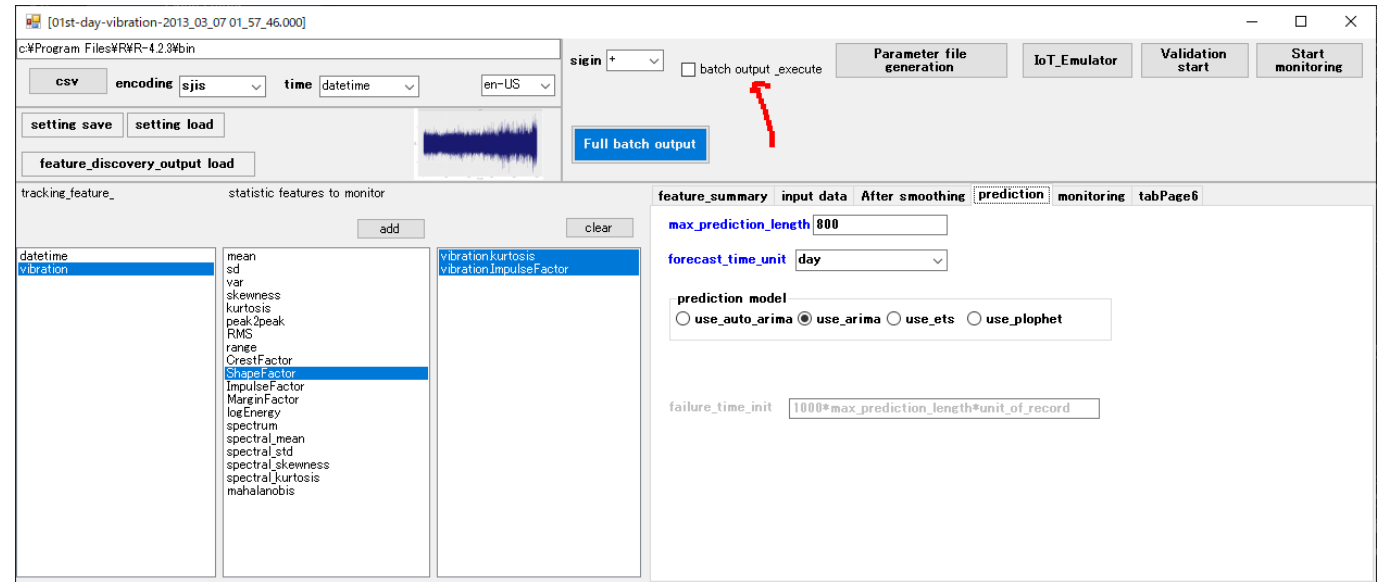 [01st-day-vibration-2013_03_07 01_57_46.000]
c:¥Program Files¥R¥R-4.2.3¥bin
csv encoding sjis time datetime en-US
sigin + batch output _execute Parameter file generation IoT_Emulator Validation start Start monitoring
setting save setting load
feature_discovery_output load
Full batch output
tracking_feature_ statistic features to monitor
add clear
datetime
vibration
mean
sd
var
skewness
kurtosis
peak2peak
RMS
range
CrestFactor
ShapeFactor
ImpulseFactor
MarginFactor
logEnergy
spectrum
spectral_mean
spectral_std
spectral_skewness
spectral_kurtosis
mahalanobis
vibration.kurtosis
vibration.ImpulseFactor
feature_summary input data After smoothing prediction monitoring tabPage6
max_prediction_length 800
forecast_time_unit day
prediction model
use_auto_arima use_arima use_ets use_plophet
failure_time_init 1000*max_prediction_length*unit_of_record